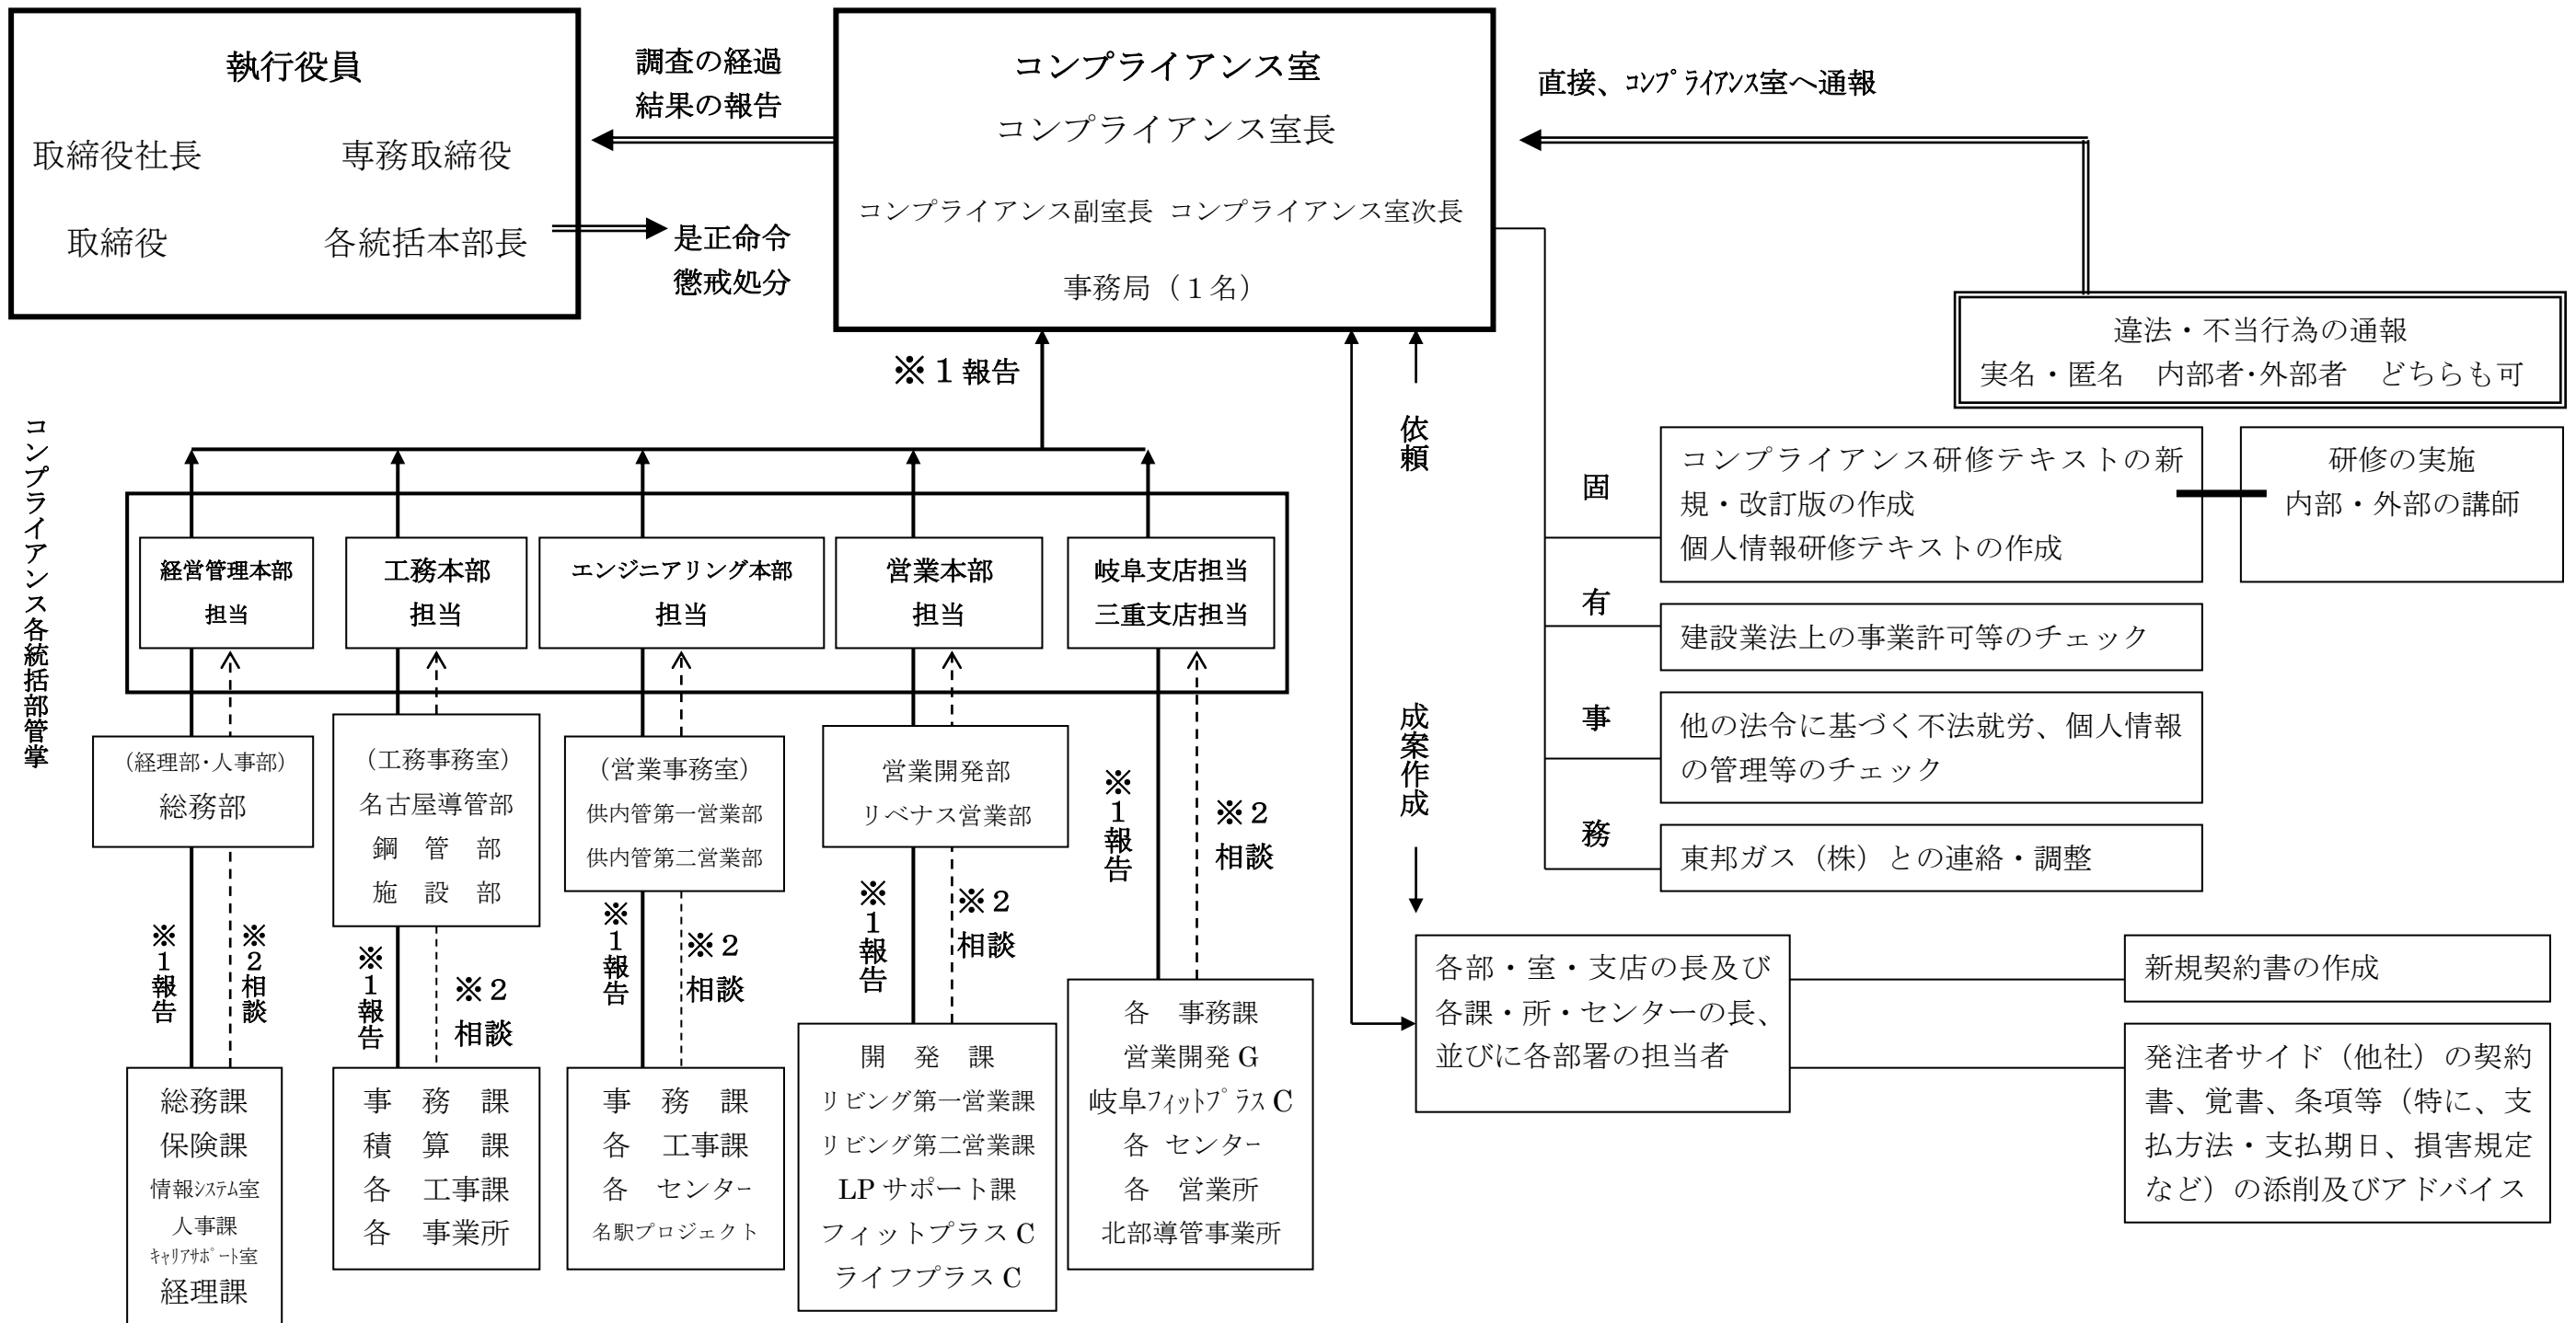 執行役員
取締役社長　専務取締役
取締役　各統括本部長
調査の経過
結果の報告
是正命令
懲戒処分
コンプライアンス室
コンプライアンス室長
コンプライアンス副室長 コンプライアンス室次長
事務局（１名）
直接、ｺﾝﾌﾟﾗｲｱﾝｽ室へ通報
違法・不当行為の通報
実名・匿名　内部者・外部者　どちらも可
※１報告
依頼
成案作成
固有事務
コンプライアンス研修テキストの新
規・改訂版の作成
個人情報研修テキストの作成
研修の実施
内部・外部の講師
建設業法上の事業許可等のチェック
他の法令に基づく不法就労、個人情報
の管理等のチェック
東邦ガス（株）との連絡・調整
各部・室・支店の長及び
各課・所・センターの長、
並びに各部署の担当者
新規契約書の作成
発注者サイド（他社）の契約
書、覚書、条項等（特に、支
払方法・支払期日、損害規定
など）の添削及びアドバイス
コンプライアンス各統括部管掌
経営管理本部
担当
工務本部
担当
エンジニアリング本部
担当
営業本部
担当
岐阜支店担当
三重支店担当
（経理部・人事部）
総務部
（工務事務室）
名古屋導管部
鋼　管　部
施　設　部
（営業事務室）
供内管第一営業部
供内管第二営業部
営業開発部
リベナス営業部
※１報告
※２相談
※１報告
※２
相談
※１報告
※２
相談
※１報告
※２
相談
※１報告
※２
相談
総務課
保険課
情報ｼｽﾃﾑ室
人事課
ｷｬﾘｱｻﾎﾟｰﾄ室
経理課
事　務　課
積　算　課
各　工事課
各　事業所
事　務　課
各　工事課
各　センター
名駅プロジェクト
開　発　課
リビング第一営業課
リビング第二営業課
LP サポート課
フィットプラス C
ライフプラス C
各　事務課
営業開発 G
岐阜ﾌｨｯﾄﾌﾟﾗｽ C
各　センター
各　営業所
北部導管事業所